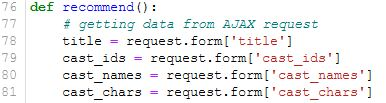 76 def recommend():
77     # getting data from AJAX request
78     title = request.form['title']
79     cast_ids = request.form['cast_ids']
80     cast_names = request.form['cast_names']
81     cast_chars = request.form['cast_chars']